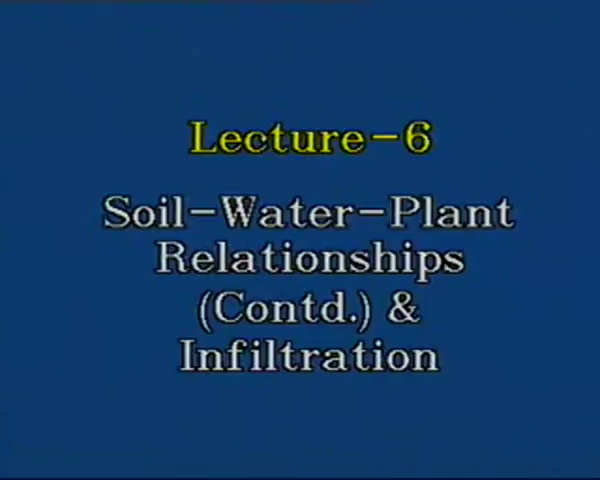 Lecture-6
Soil-Water-Plant
Relationships
(Contd.) &
Infiltration